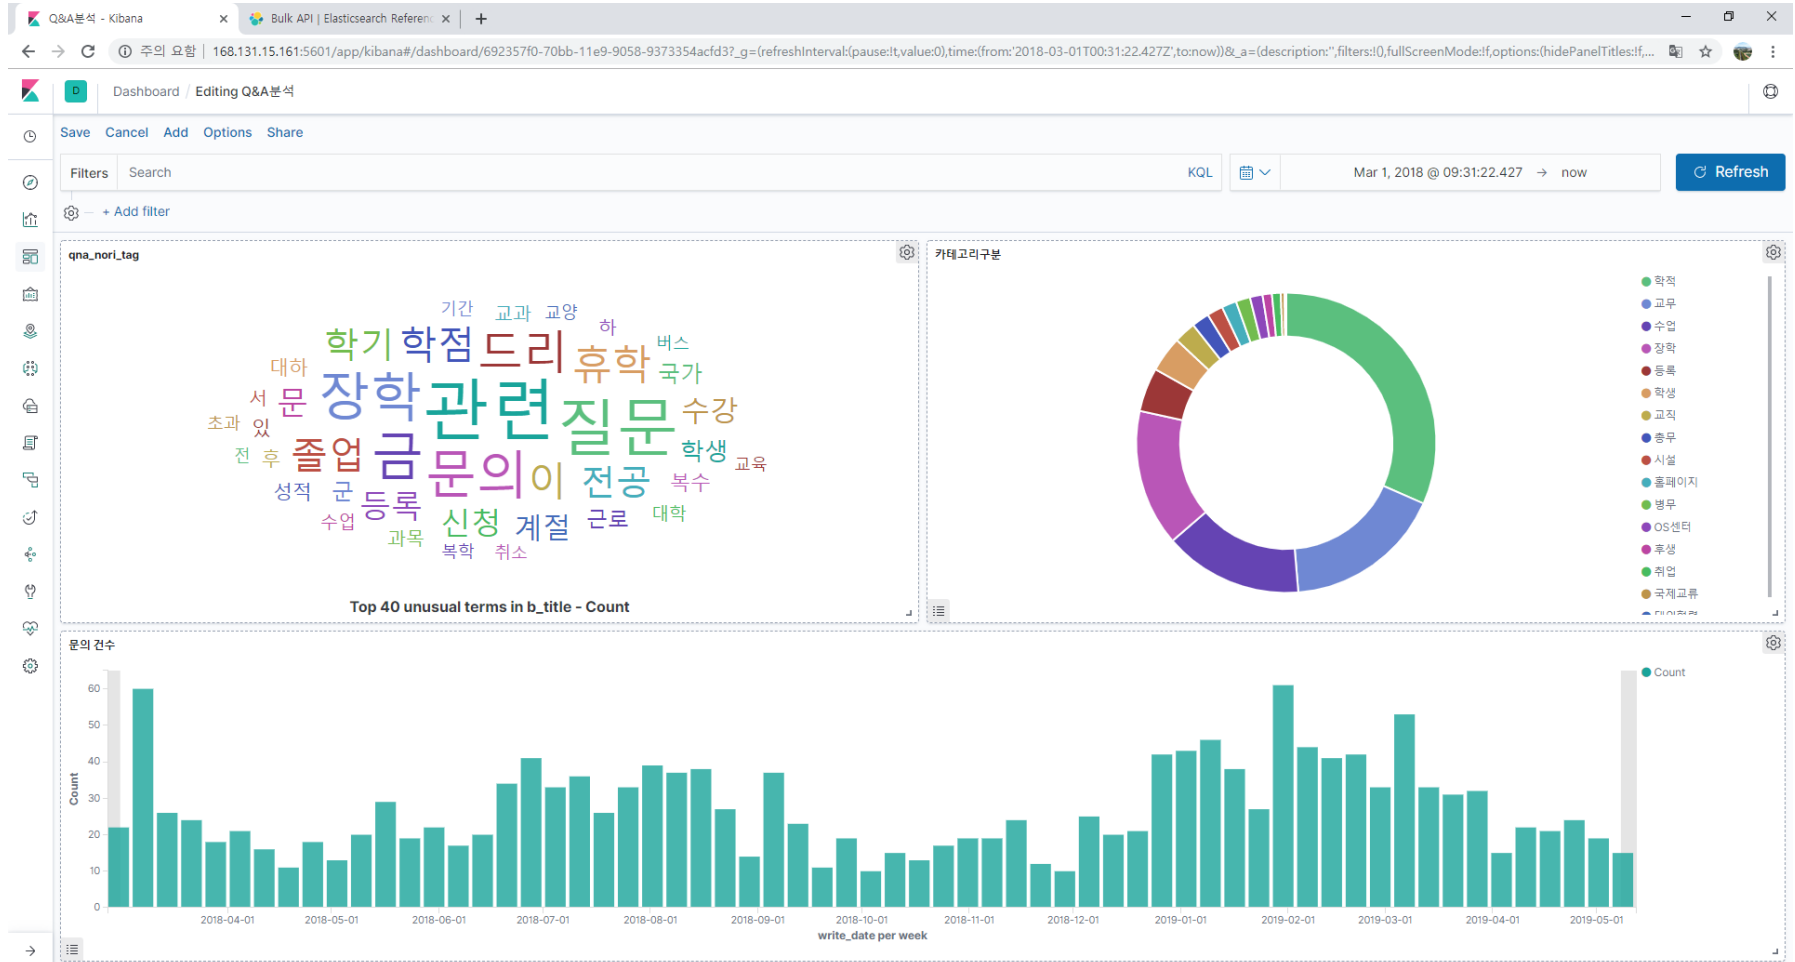 Q&A분석 - Kibana
Bulk API | Elasticsearch Referenc
주의 요함 | 168.131.15.161:5601/app/kibana#/dashboard/692357f0-70bb-11e9-9058-9373354acfd3?_g=(refreshInterval:(pause:!t,value:0),time:(from:'2018-03-01T00:31:22.427Z',to:now))&_a=(description:'',filters:!(),fullScreenMode:!f,options:(hidePanelTitles:!f,...
D
Dashboard / Editing Q&A분석
Save Cancel Add Options Share
Filters Search KQL
Mar 1, 2018 @ 09:31:22.427 → now
Refresh
+ Add filter
qna_nori_tag
기간 교과 교양
하
학기 학점 드리 휴학 버스
대하 국가
서 문 장학 관련 질문 수강
초과 있
전 후 졸업 금 문의 이 전공 학생 교육
성적 군 등록 복수
수업 신청 계절 근로 대학
과목 복학 취소
Top 40 unusual terms in b_title - Count
카테고리구분
학적
교무
수업
장학
등록
학생
교직
총무
시설
홈페이지
병무
OS센터
후생
취업
국제교류
문의 건수
Count
Count
60
50
40
30
20
10
0
2018-04-01 2018-05-01 2018-06-01 2018-07-01 2018-08-01 2018-09-01 2018-10-01 2018-11-01 2018-12-01 2019-01-01 2019-02-01 2019-03-01 2019-04-01 2019-05-01
write_date per week